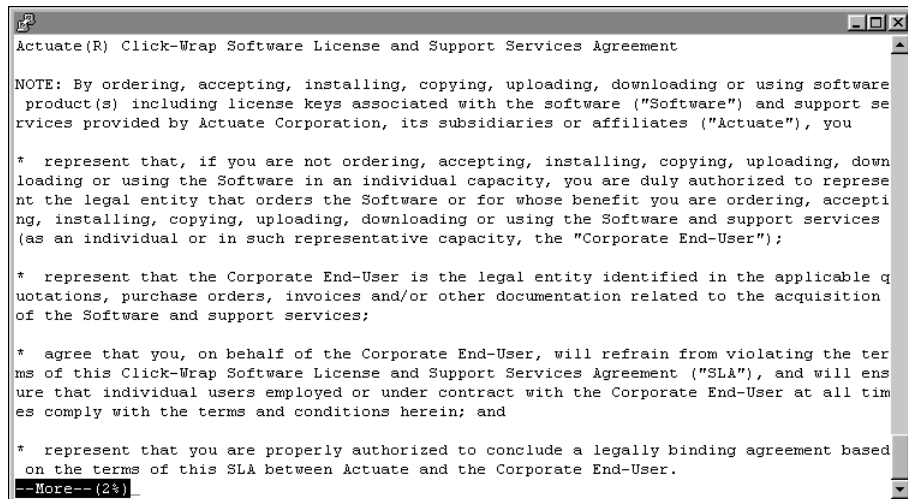 Actuate(R) Click-Wrap Software License and Support Services Agreement
NOTE: By ordering, accepting, installing, copying, uploading, downloading or using software
product(s) including license keys associated with the software ("Software") and support se
rvices provided by Actuate Corporation, its subsidiaries or affiliates ("Actuate"), you
*  represent that, if you are not ordering, accepting, installing, copying, uploading, down
loading or using the Software in an individual capacity, you are duly authorized to represe
nt the legal entity that orders the Software or for whose benefit you are ordering, accepti
ng, installing, copying, uploading, downloading or using the Software and support services
(as an individual or in such representative capacity, the "Corporate End-User");
*  represent that the Corporate End-User is the legal entity identified in the applicable q
uotations, purchase orders, invoices and/or other documentation related to the acquisition
of the Software and support services;
*  agree that you, on behalf of the Corporate End-User, will refrain from violating the ter
ms of this Click-Wrap Software License and Support Services Agreement ("SLA"), and will ens
ure that individual users employed or under contract with the Corporate End-User at all tim
es comply with the terms and conditions herein; and
*  represent that you are properly authorized to conclude a legally binding agreement based
on the terms of this SLA between Actuate and the Corporate End-User.
--More--(2%)_